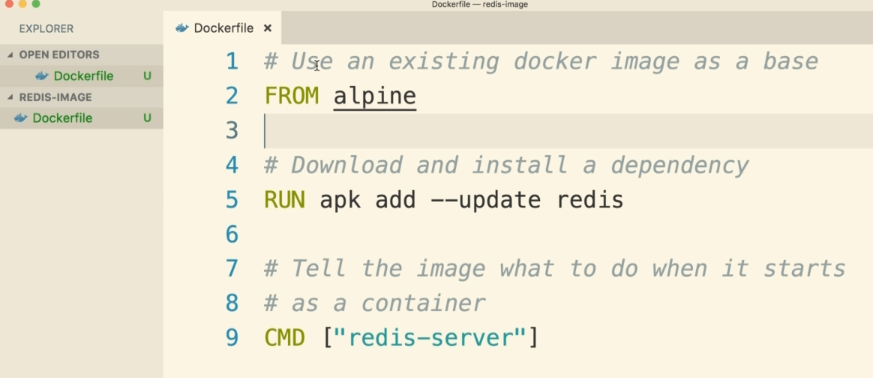 Dockerfile — redis-image
EXPLORER
OPEN EDITORS
Dockerfile U
REDIS-IMAGE
Dockerfile U
Dockerfile ×
1 # Use an existing docker image as a base
2 FROM alpine
3
4 # Download and install a dependency
5 RUN apk add --update redis
6
7 # Tell the image what to do when it starts
8 # as a container
9 CMD ["redis-server"]